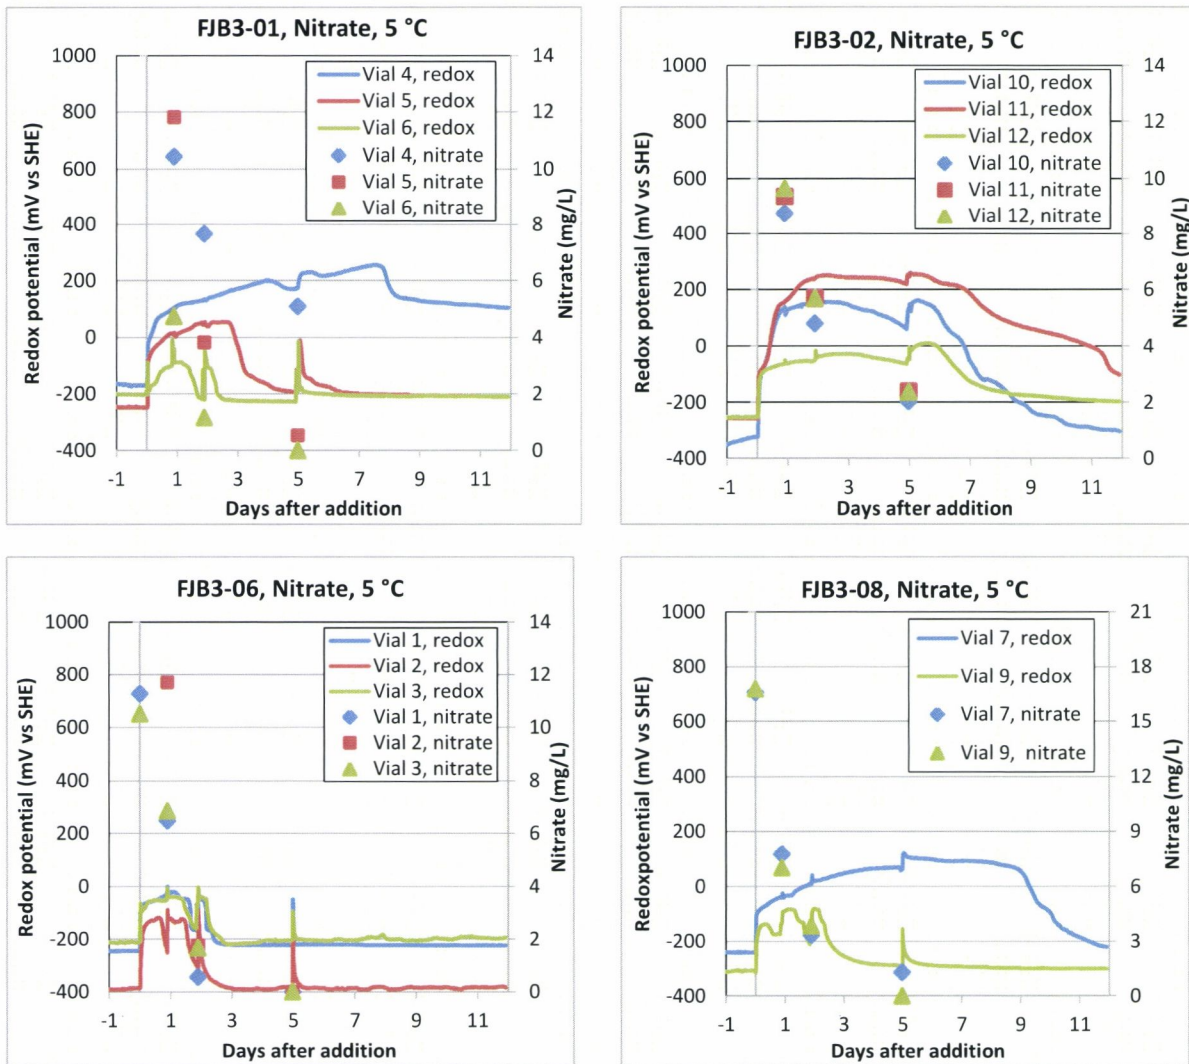 FJB3-01, Nitrate, 5 °C
1000
800
600
400
200
0
-200
-400
Redox potential (mV vs SHE)
14
12
10
8
6
4
2
0
Nitrate (mg/L)
Vial 4, redox
Vial 5, redox
Vial 6, redox
Vial 4, nitrate
Vial 5, nitrate
Vial 6, nitrate
-1 1 3 5 7 9 11
Days after addition
FJB3-02, Nitrate, 5 °C
1000
800
600
400
200
0
-200
-400
Redox potential (mV vs SHE)
14
12
10
8
6
4
2
0
Nitrate (mg/L)
Vial 10, redox
Vial 11, redox
Vial 12, redox
Vial 10, nitrate
Vial 11, nitrate
Vial 12, nitrate
-1 1 3 5 7 9 11
Days after addition
FJB3-06, Nitrate, 5 °C
1000
800
600
400
200
0
-200
-400
Redox potential (mV vs SHE)
14
12
10
8
6
4
2
0
Nitrate (mg/L)
Vial 1, redox
Vial 2, redox
Vial 3, redox
Vial 1, nitrate
Vial 2, nitrate
Vial 3, nitrate
-1 1 3 5 7 9 11
Days after addition
FJB3-08, Nitrate, 5 °C
1000
800
600
400
200
0
-200
-400
Redoxpotential (mV vs SHE)
21
18
15
12
9
6
3
0
Nitrate (mg/L)
Vial 7, redox
Vial 9, redox
Vial 7, nitrate
Vial 9, nitrate
-1 1 3 5 7 9 11
Days after addition